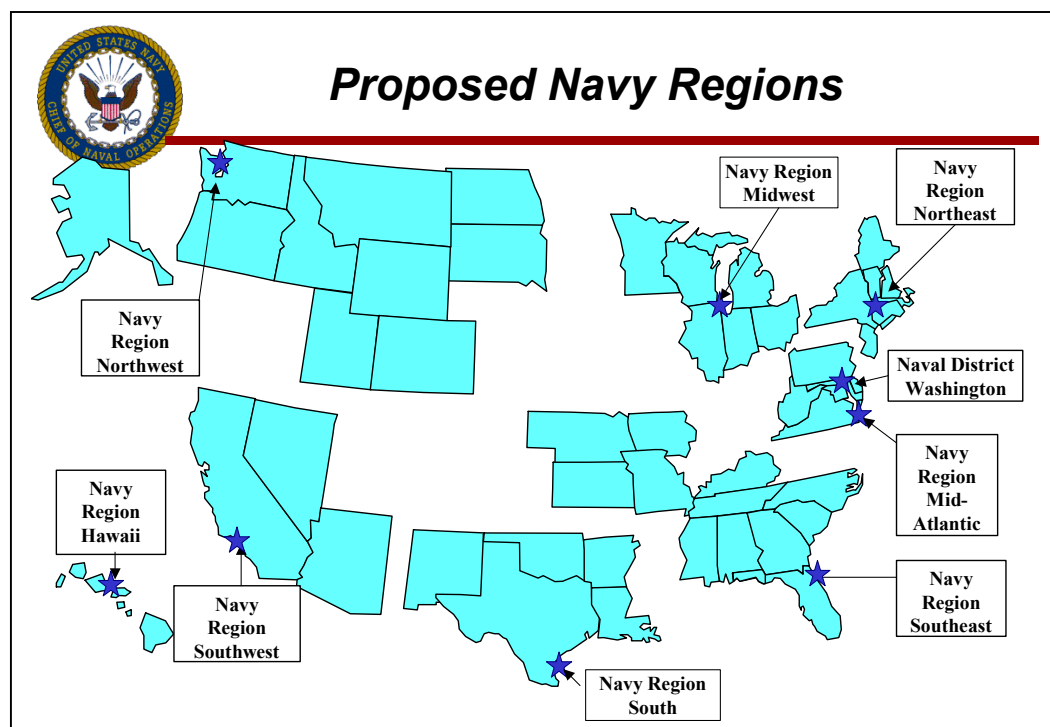 UNITED STATES NAVY
CHIEF OF NAVAL OPERATIONS
Proposed Navy Regions
Navy Region
Midwest
Navy
Region
Northeast
Navy
Region
Northwest
Naval District
Washington
Navy
Region
Mid-
Atlantic
Navy
Region
Hawaii
Navy
Region
Southwest
Navy
Region
Southeast
Navy Region
South